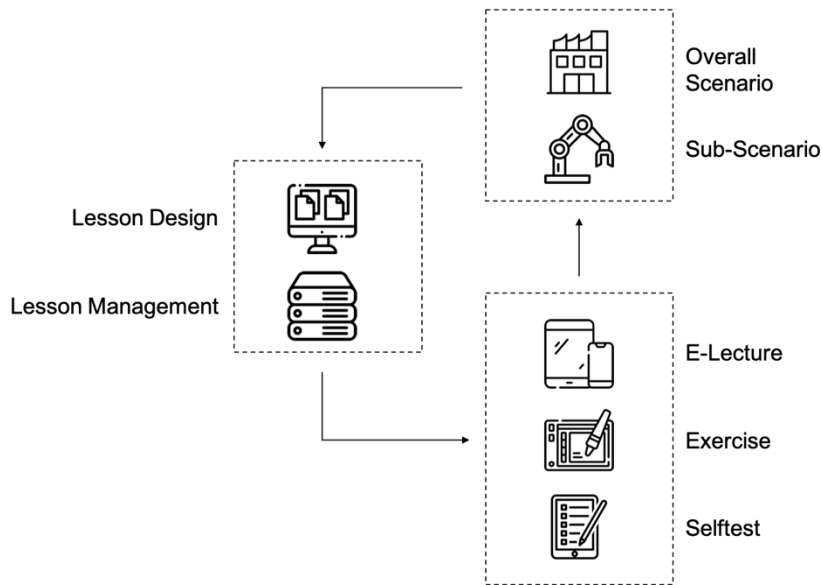 Overall
Scenario
Sub-Scenario
Lesson Design
Lesson Management
E-Lecture
Exercise
Selftest